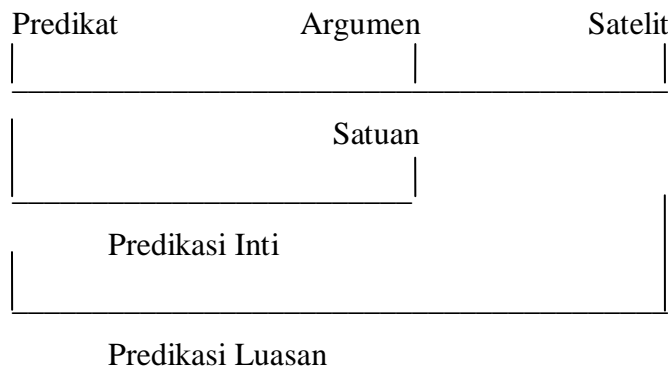 Predikat Argumen Satelit
Satuan
Predikasi Inti
Predikasi Luasan